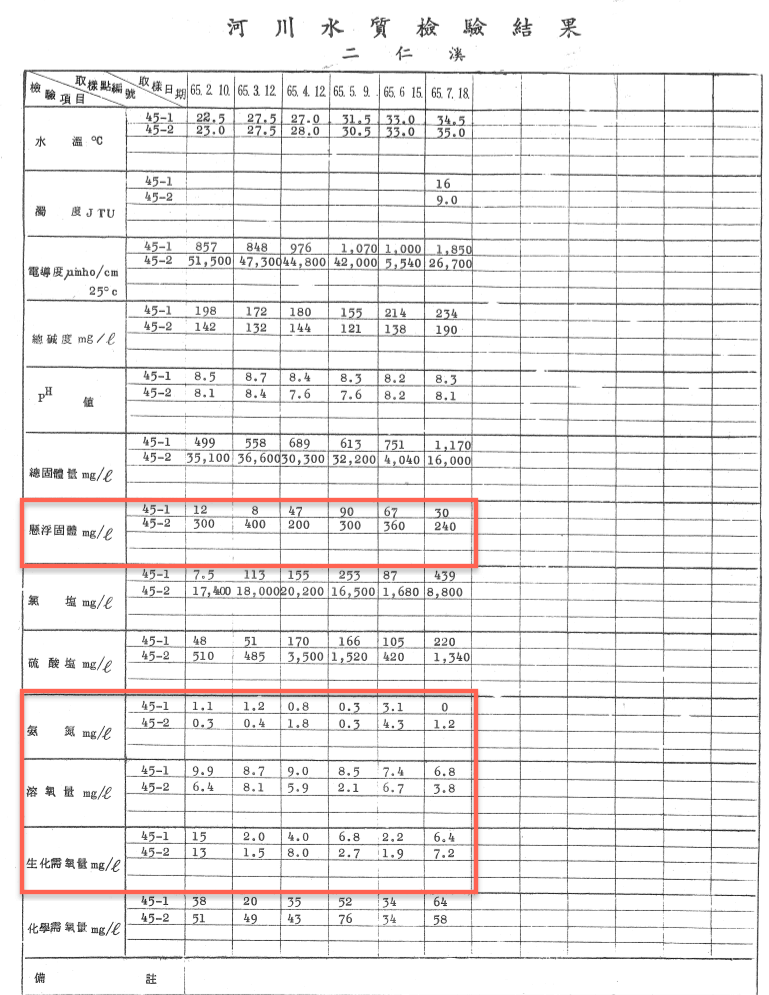 河川水質檢驗結果
二仁溪
檢驗項目 取樣點編號 取樣日期 65.2.10. 65.3.12. 65.4.12 65.5.9. 65.6 15. 65.7.18.
水溫 °C 45-1 22.5 27.5 27.0 31.5 33.0 34.5
45-2 23.0 27.5 28.0 30.5 33.0 35.0
濁度 JTU 45-1 16
45-2 9.0
電導度 μmho/cm 25°c 45-1 857 848 976 1,070 1,000 1,850
45-2 51,500 47,300 44,800 42,000 5,540 26,700
總碱度 mg/ℓ 45-1 198 172 180 155 214 234
45-2 142 132 144 121 138 190
PH 值 45-1 8.5 8.7 8.4 8.3 8.2 8.3
45-2 8.1 8.4 7.6 7.6 8.2 8.1
總固體量 mg/ℓ 45-1 499 558 689 613 751 1,170
45-2 35,100 36,600 30,300 32,200 4,040 16,000
懸浮固體 mg/ℓ 45-1 12 8 47 90 67 30
45-2 300 400 200 300 360 240
氯塩 mg/ℓ 45-1 7.5 113 155 253 87 439
45-2 17,400 18,000 20,200 16,500 1,680 8,800
硫酸塩 mg/ℓ 45-1 48 51 170 166 105 220
45-2 510 485 3,500 1,520 420 1,340
氨氮 mg/ℓ 45-1 1.1 1.2 0.8 0.3 3.1 0
45-2 0.3 0.4 1.8 0.3 4.3 1.2
溶氧量 mg/ℓ 45-1 9.9 8.7 9.0 8.5 7.4 6.8
45-2 6.4 8.1 5.9 2.1 6.7 3.8
生化需氧量 mg/ℓ 45-1 15 2.0 4.0 6.8 2.2 6.4
45-2 13 1.5 8.0 2.7 1.9 7.2
化學需氧量 mg/ℓ 45-1 38 20 35 52 34 64
45-2 51 49 43 76 34 58
備註